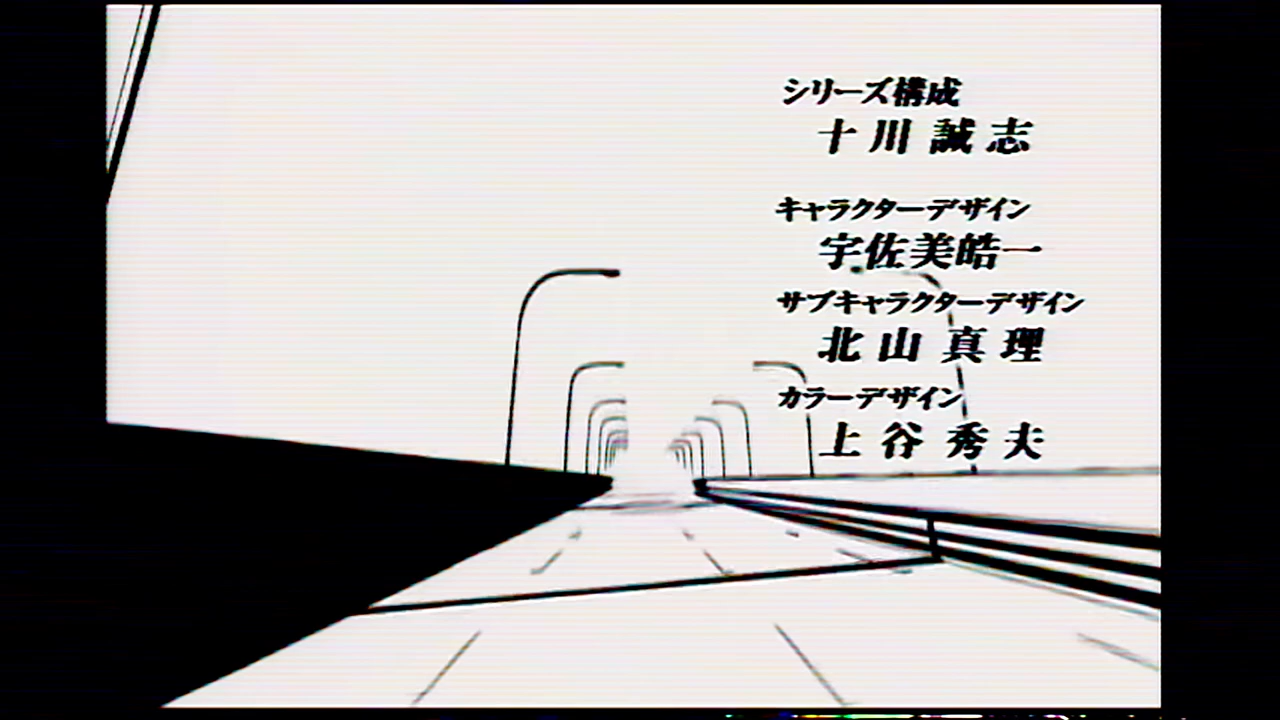 シリーズ構成
十川誠志
キャラクターデザイン
宇佐美皓一
サブキャラクターデザイン
北山真理
カラーデザイン
上谷秀夫